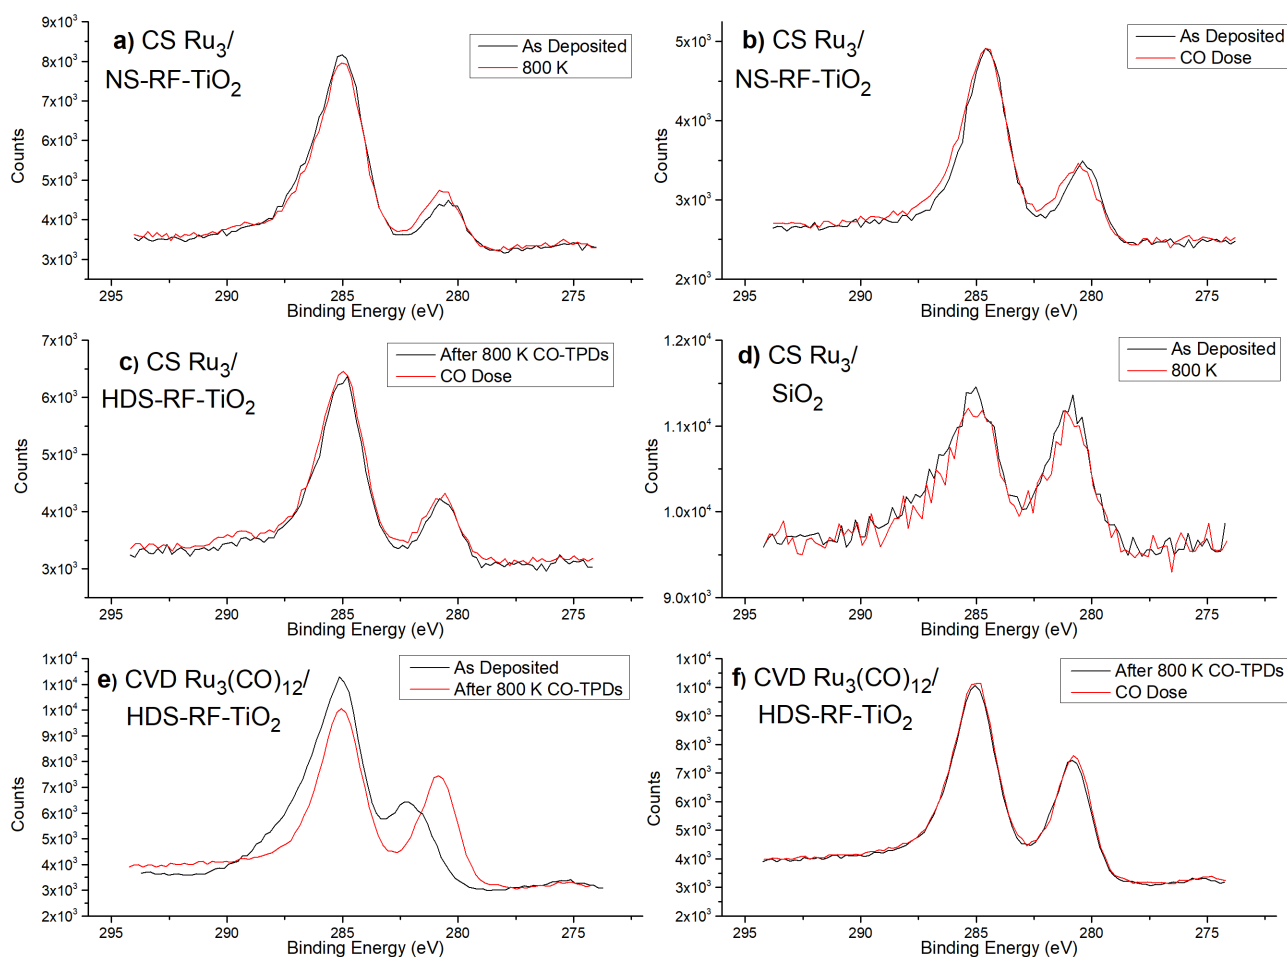 a) CS Ru3/
NS-RF-TiO2
As Deposited
800 K
9x10^3
8x10^3
7x10^3
6x10^3
5x10^3
4x10^3
3x10^3
Counts
295 290 285 280 275
Binding Energy (eV)
b) CS Ru3/
NS-RF-TiO2
As Deposited
CO Dose
5x10^3
4x10^3
3x10^3
2x10^3
Counts
295 290 285 280 275
Binding Energy (eV)
c) CS Ru3/
HDS-RF-TiO2
After 800 K CO-TPDs
CO Dose
7x10^3
6x10^3
5x10^3
4x10^3
3x10^3
Counts
295 290 285 280 275
Binding Energy (eV)
d) CS Ru3/
SiO2
As Deposited
800 K
1.2x10^4
1.1x10^4
1.0x10^4
9.0x10^3
Counts
295 290 285 280 275
Binding Energy (eV)
e) CVD Ru3(CO)12/
HDS-RF-TiO2
As Deposited
After 800 K CO-TPDs
1x10^4
1x10^4
9x10^3
8x10^3
7x10^3
6x10^3
5x10^3
4x10^3
3x10^3
2x10^3
Counts
295 290 285 280 275
Binding Energy (eV)
f) CVD Ru3(CO)12/
HDS-RF-TiO2
After 800 K CO-TPDs
CO Dose
1x10^4
1x10^4
9x10^3
8x10^3
7x10^3
6x10^3
5x10^3
4x10^3
3x10^3
2x10^3
Counts
295 290 285 280 275
Binding Energy (eV)